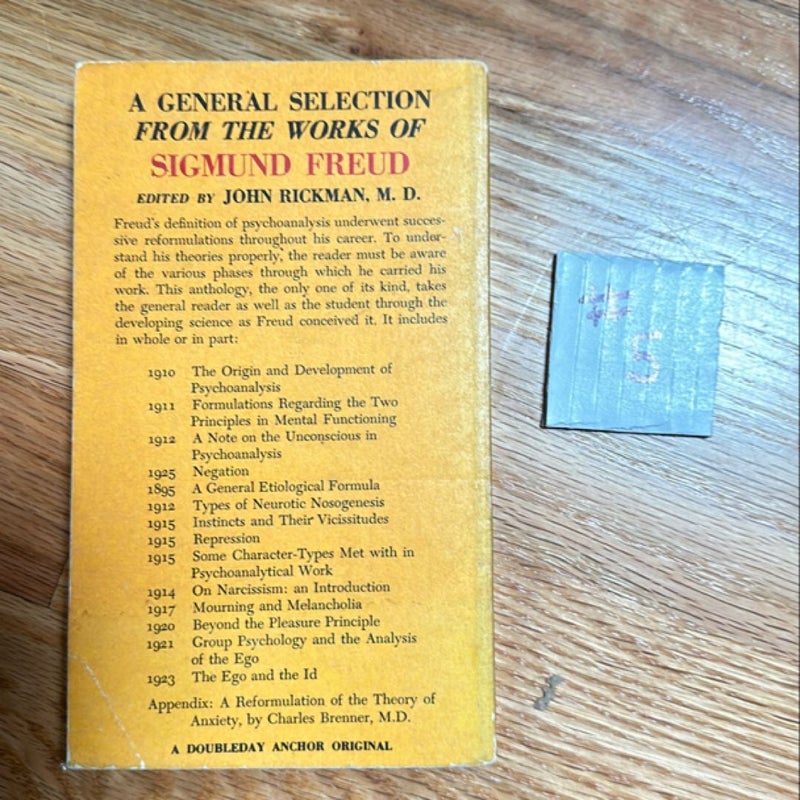 A GENERAL SELECTION
FROM THE WORKS OF
SIGMUND FREUD
EDITED BY JOHN RICKMAN, M. D.
Freud's definition of psychoanalysis underwent succes-
sive reformulations throughout his career. To under-
stand his theories properly, the reader must be aware
of the various phases through which he carried his
work. This anthology, the only one of its kind, takes
the general reader as well as the student through the
developing science as Freud conceived it. It includes
in whole or in part:
1910 The Origin and Development of
Psychoanalysis
1911 Formulations Regarding the Two
Principles in Mental Functioning
1912 A Note on the Unconscious in
Psychoanalysis
1925 Negation
1895 A General Etiological Formula
1912 Types of Neurotic Nosogenesis
1915 Instincts and Their Vicissitudes
1915 Repression
1915 Some Character-Types Met with in
Psychoanalytical Work
1914 On Narcissism: an Introduction
1917 Mourning and Melancholia
1920 Beyond the Pleasure Principle
1921 Group Psychology and the Analysis
of the Ego
1923 The Ego and the Id
Appendix: A Reformulation of the Theory of
Anxiety, by Charles Brenner, M.D.
A DOUBLEDAY ANCHOR ORIGINAL
#
5